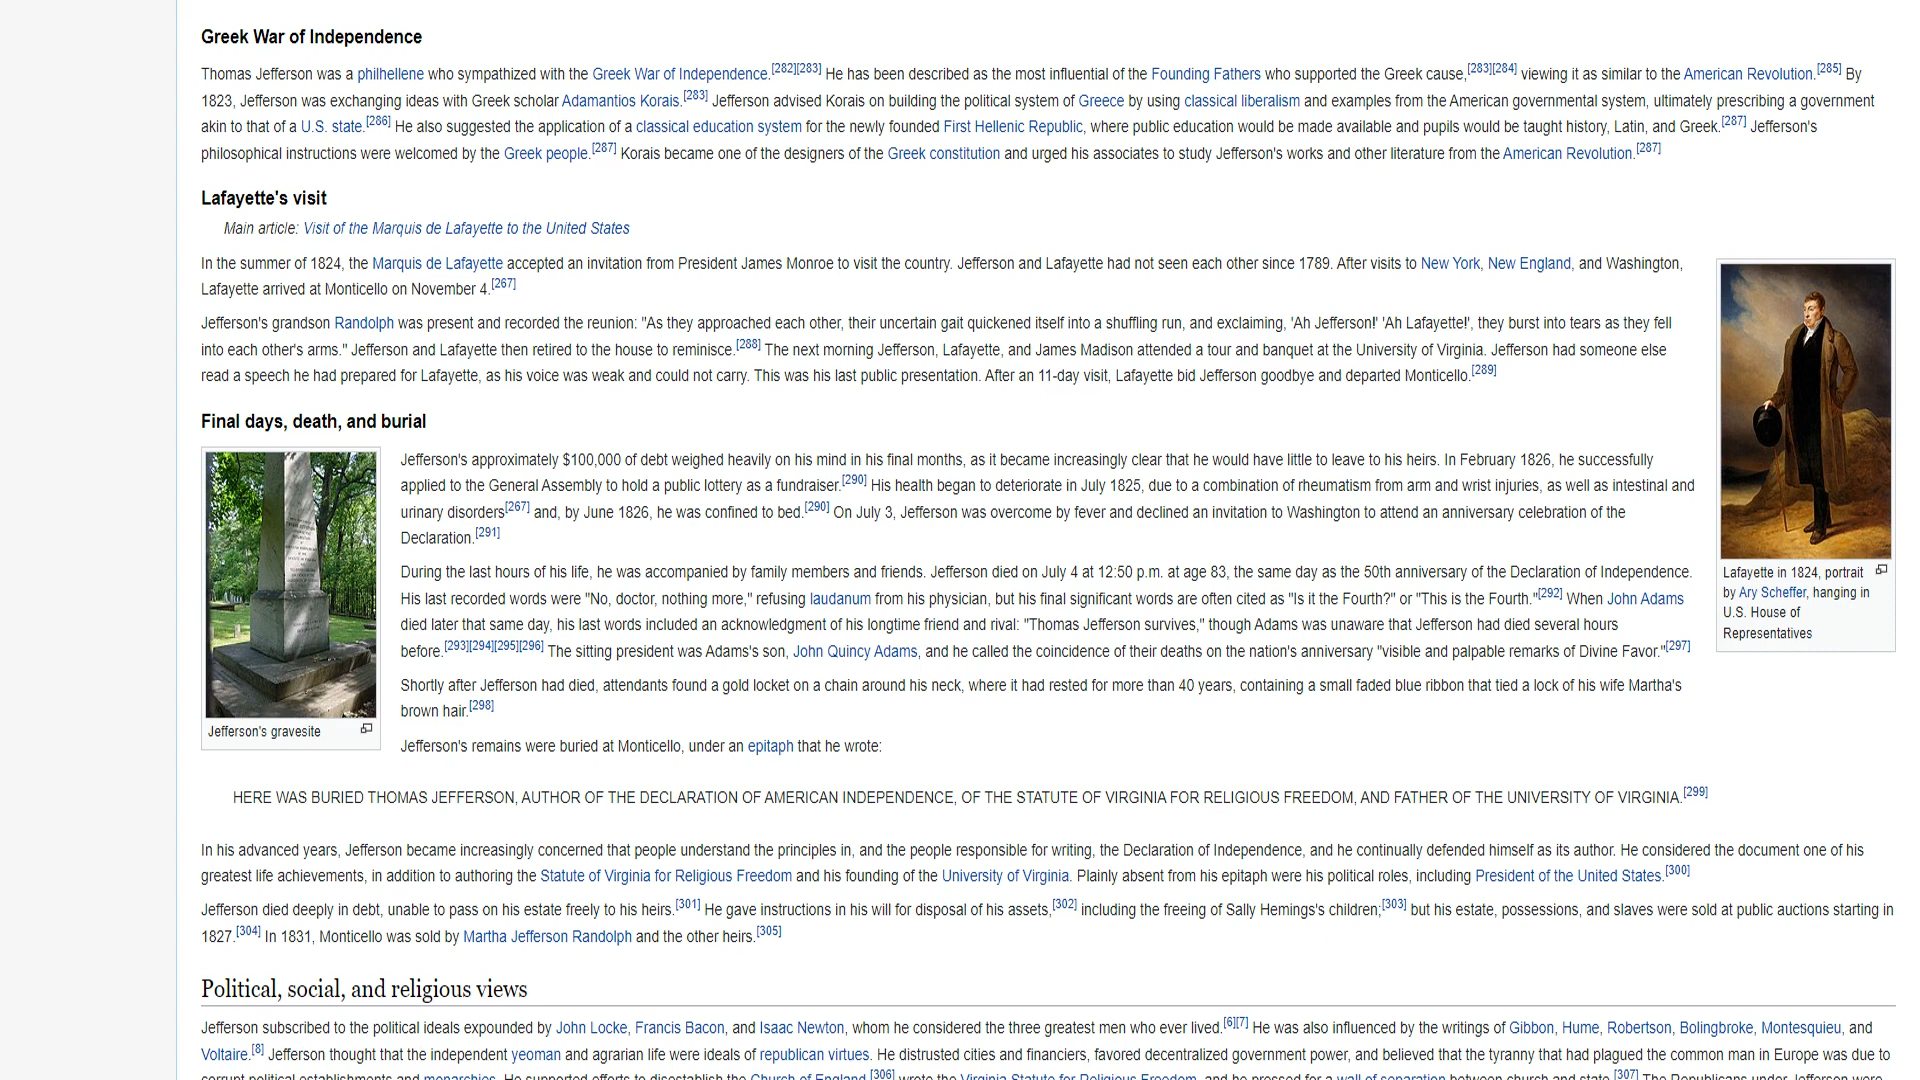 Greek War of Independence
Thomas Jefferson was a philhellene who sympathized with the Greek War of Independence.[282][283] He has been described as the most influential of the Founding Fathers who supported the Greek cause,[283][284] viewing it as similar to the American Revolution.[285] By
1823, Jefferson was exchanging ideas with Greek scholar Adamantios Korais.[283] Jefferson advised Korais on building the political system of Greece by using classical liberalism and examples from the American governmental system, ultimately prescribing a government
akin to that of a U.S. state.[286] He also suggested the application of a classical education system for the newly founded First Hellenic Republic, where public education would be made available and pupils would be taught history, Latin, and Greek.[287] Jefferson's
philosophical instructions were welcomed by the Greek people.[287] Korais became one of the designers of the Greek constitution and urged his associates to study Jefferson's works and other literature from the American Revolution.[287]
Lafayette's visit
Main article: Visit of the Marquis de Lafayette to the United States
In the summer of 1824, the Marquis de Lafayette accepted an invitation from President James Monroe to visit the country. Jefferson and Lafayette had not seen each other since 1789. After visits to New York, New England, and Washington,
Lafayette arrived at Monticello on November 4.[267]
Jefferson's grandson Randolph was present and recorded the reunion: "As they approached each other, their uncertain gait quickened itself into a shuffling run, and exclaiming, 'Ah Jefferson!' 'Ah Lafayette!', they burst into tears as they fell
into each other's arms." Jefferson and Lafayette then retired to the house to reminisce.[288] The next morning Jefferson, Lafayette, and James Madison attended a tour and banquet at the University of Virginia. Jefferson had someone else
read a speech he had prepared for Lafayette, as his voice was weak and could not carry. This was his last public presentation. After an 11-day visit, Lafayette bid Jefferson goodbye and departed Monticello.[289]
Lafayette in 1824, portrait
by Ary Scheffer, hanging in
U.S. House of
Representatives
Final days, death, and burial
Jefferson's gravesite
Jefferson's approximately $100,000 of debt weighed heavily on his mind in his final months, as it became increasingly clear that he would have little to leave to his heirs. In February 1826, he successfully
applied to the General Assembly to hold a public lottery as a fundraiser.[290] His health began to deteriorate in July 1825, due to a combination of rheumatism from arm and wrist injuries, as well as intestinal and
urinary disorders[267] and, by June 1826, he was confined to bed.[290] On July 3, Jefferson was overcome by fever and declined an invitation to Washington to attend an anniversary celebration of the
Declaration.[291]
During the last hours of his life, he was accompanied by family members and friends. Jefferson died on July 4 at 12:50 p.m. at age 83, the same day as the 50th anniversary of the Declaration of Independence.
His last recorded words were "No, doctor, nothing more," refusing laudanum from his physician, but his final significant words are often cited as "Is it the Fourth?" or "This is the Fourth."[292] When John Adams
died later that same day, his last words included an acknowledgment of his longtime friend and rival: "Thomas Jefferson survives," though Adams was unaware that Jefferson had died several hours
before.[293][294][295][296] The sitting president was Adams's son, John Quincy Adams, and he called the coincidence of their deaths on the nation's anniversary "visible and palpable remarks of Divine Favor."[297]
Shortly after Jefferson had died, attendants found a gold locket on a chain around his neck, where it had rested for more than 40 years, containing a small faded blue ribbon that tied a lock of his wife Martha's
brown hair.[298]
Jefferson's remains were buried at Monticello, under an epitaph that he wrote:
HERE WAS BURIED THOMAS JEFFERSON, AUTHOR OF THE DECLARATION OF AMERICAN INDEPENDENCE, OF THE STATUTE OF VIRGINIA FOR RELIGIOUS FREEDOM, AND FATHER OF THE UNIVERSITY OF VIRGINIA.[299]
In his advanced years, Jefferson became increasingly concerned that people understand the principles in, and the people responsible for writing, the Declaration of Independence, and he continually defended himself as its author. He considered the document one of his
greatest life achievements, in addition to authoring the Statute of Virginia for Religious Freedom and his founding of the University of Virginia. Plainly absent from his epitaph were his political roles, including President of the United States.[300]
Jefferson died deeply in debt, unable to pass on his estate freely to his heirs.[301] He gave instructions in his will for disposal of his assets,[302] including the freeing of Sally Hemings's children;[303] but his estate, possessions, and slaves were sold at public auctions starting in
1827.[304] In 1831, Monticello was sold by Martha Jefferson Randolph and the other heirs.[305]
Political, social, and religious views
Jefferson subscribed to the political ideals expounded by John Locke, Francis Bacon, and Isaac Newton, whom he considered the three greatest men who ever lived.[6][7] He was also influenced by the writings of Gibbon, Hume, Robertson, Bolingbroke, Montesquieu, and
Voltaire.[8] Jefferson thought that the independent yeoman and agrarian life were ideals of republican virtues. He distrusted cities and financiers, favored decentralized government power, and believed that the tyranny that had plagued the common man in Europe was due to
corrupt political establishments and monarchies. He supported efforts to disestablish the Church of England,[306] wrote the Virginia Statute for Religious Freedom, and he pressed for a wall of separation between church and state.[307] The Republicans under Jefferson were